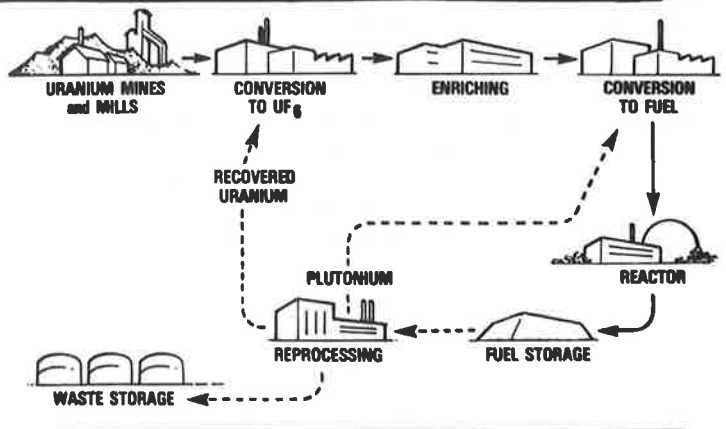 URANIUM MINES
and MILLS
CONVERSION
TO UF6
ENRICHING
CONVERSION
TO FUEL
RECOVERED
URANIUM
PLUTONIUM
REACTOR
REPROCESSING
FUEL STORAGE
WASTE STORAGE